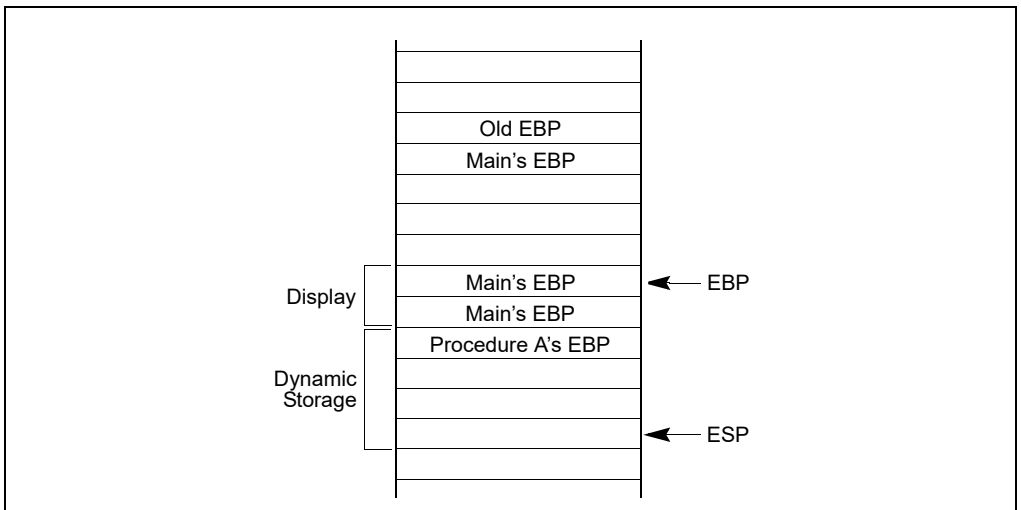 Old EBP
Main's EBP
Main's EBP
EBP
Display
Main's EBP
Procedure A's EBP
Dynamic
Storage
ESP